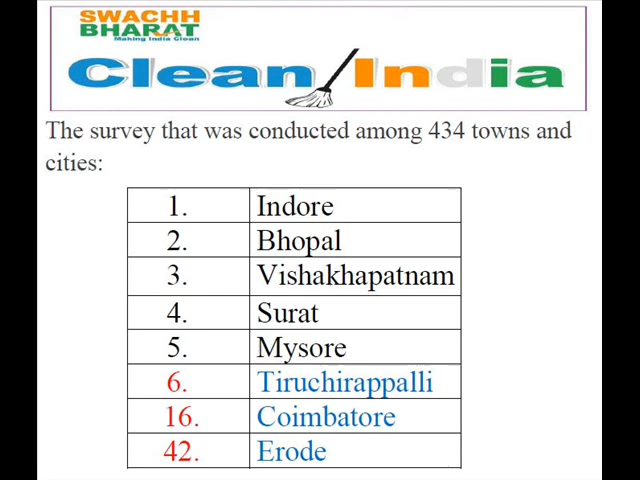 SWACHH
BHARAT
Making India Clean
Clean India
The survey that was conducted among 434 towns and
cities:
1. Indore
2. Bhopal
3. Vishakhapatnam
4. Surat
5. Mysore
6. Tiruchirappalli
16. Coimbatore
42. Erode